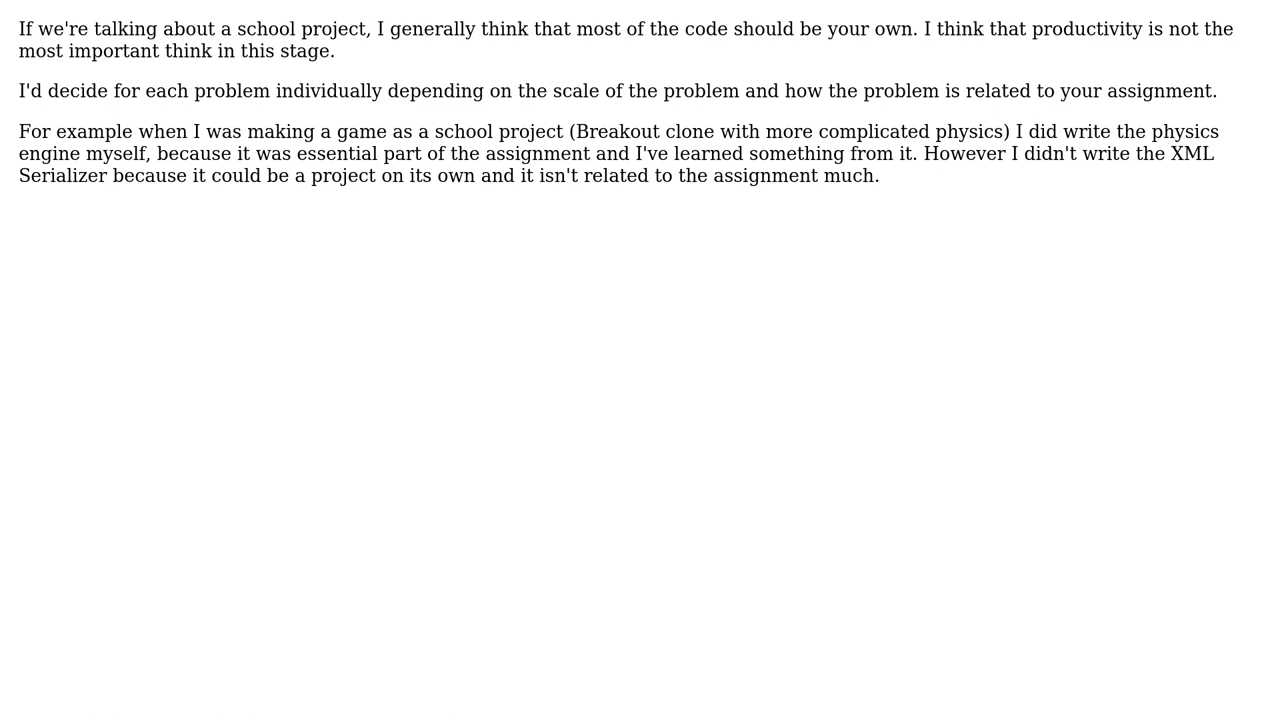 If we're talking about a school project, I generally think that most of the code should be your own. I think that productivity is not the
most important think in this stage.
I'd decide for each problem individually depending on the scale of the problem and how the problem is related to your assignment.
For example when I was making a game as a school project (Breakout clone with more complicated physics) I did write the physics
engine myself, because it was essential part of the assignment and I've learned something from it. However I didn't write the XML
Serializer because it could be a project on its own and it isn't related to the assignment much.